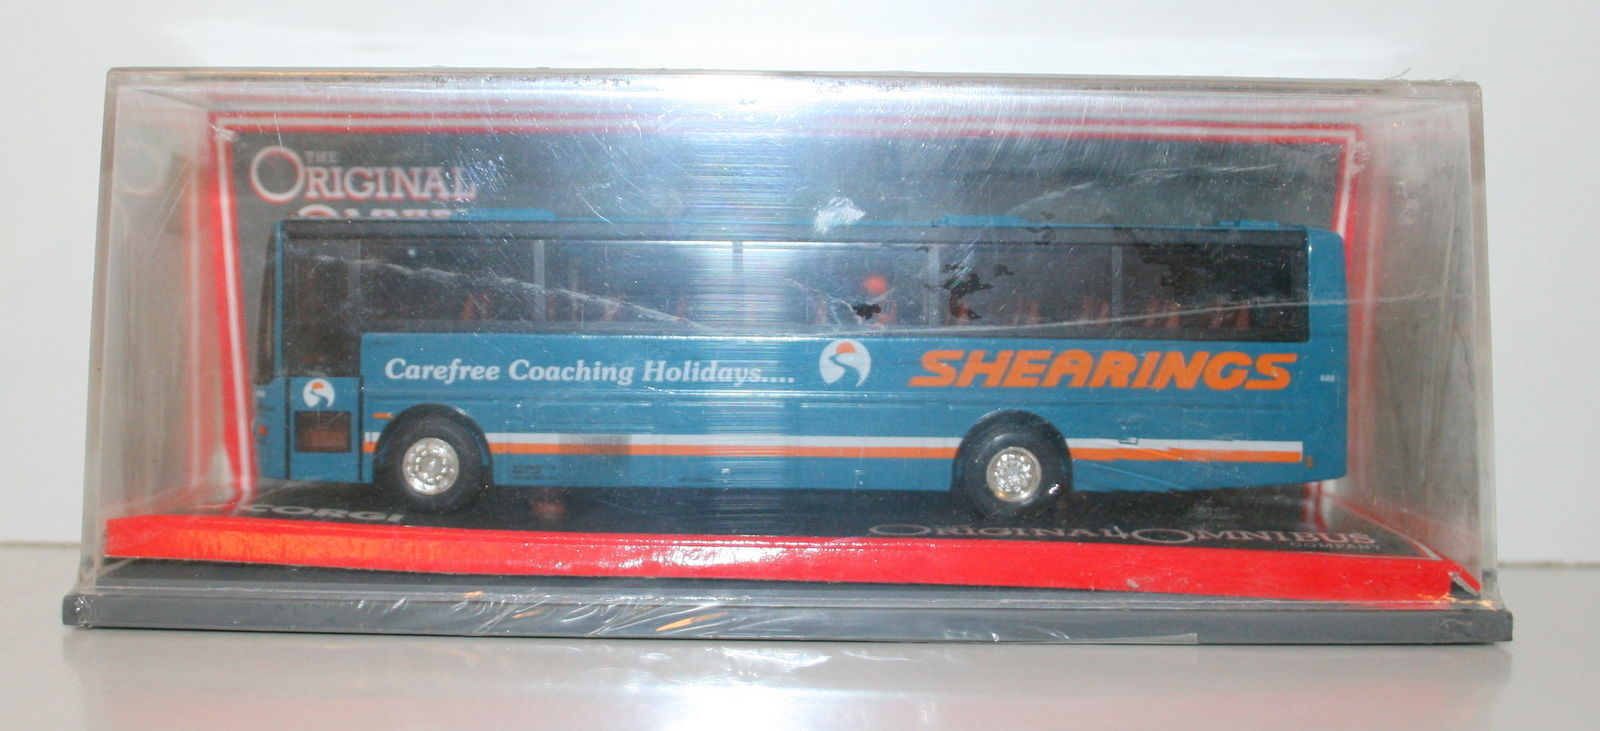 THE
ORIGINAL
Carefree Coaching Holidays....
SHEARINGS
CORGI
ORIGINAL OMNIBUS
COMPANY